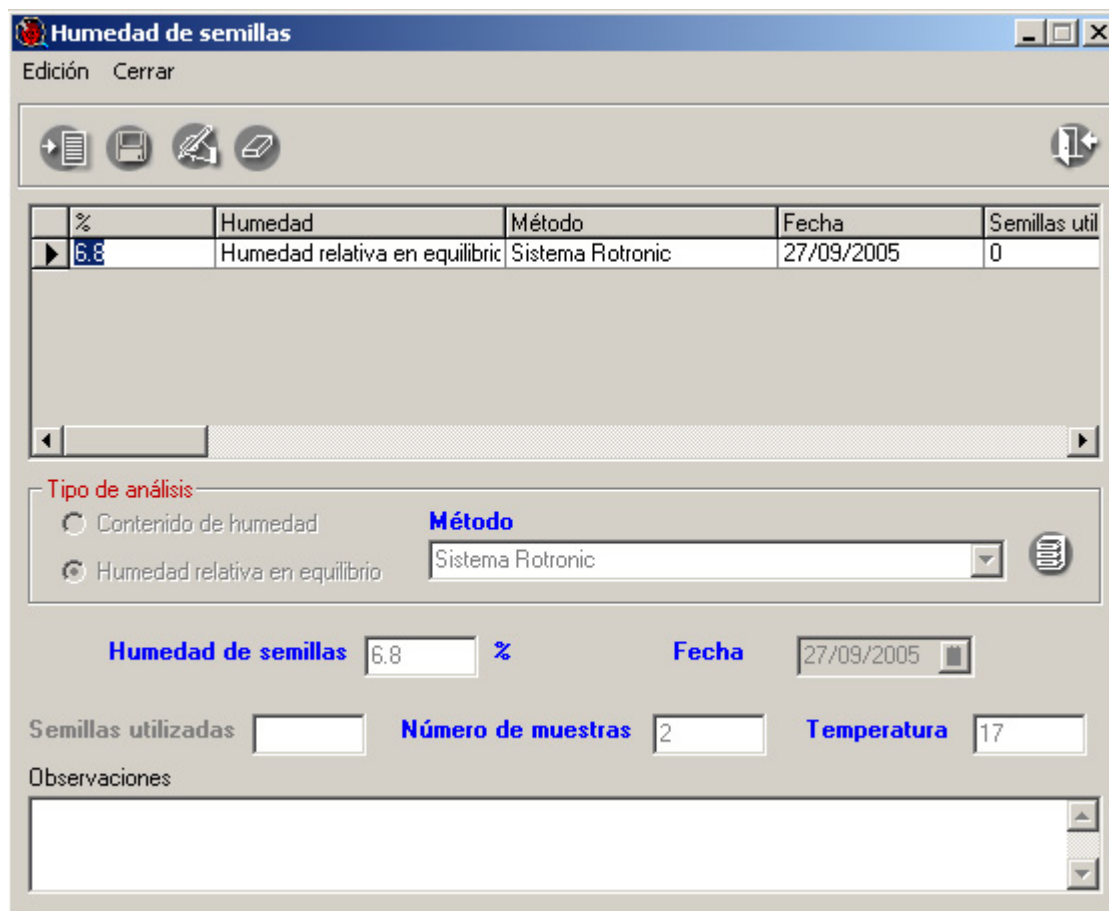 Humedad de semillas
Edición Cerrar
% Humedad Método Fecha Semillas util
6.8 Humedad relativa en equilibric Sistema Rotronic 27/09/2005 0
Tipo de análisis
Contenido de humedad Método
Humedad relativa en equilibrio Sistema Rotronic
Humedad de semillas 6.8 % Fecha 27/09/2005
Semillas utilizadas Número de muestras 2 Temperatura 17
Observaciones